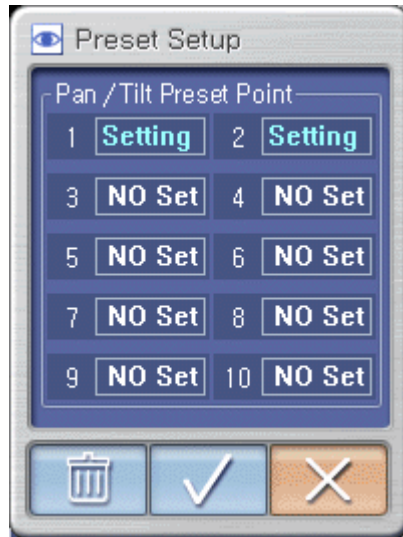 Preset Setup
Pan / Tilt Preset Point
1 Setting 2 Setting
3 NO Set 4 NO Set
5 NO Set 6 NO Set
7 NO Set 8 NO Set
9 NO Set 10 NO Set